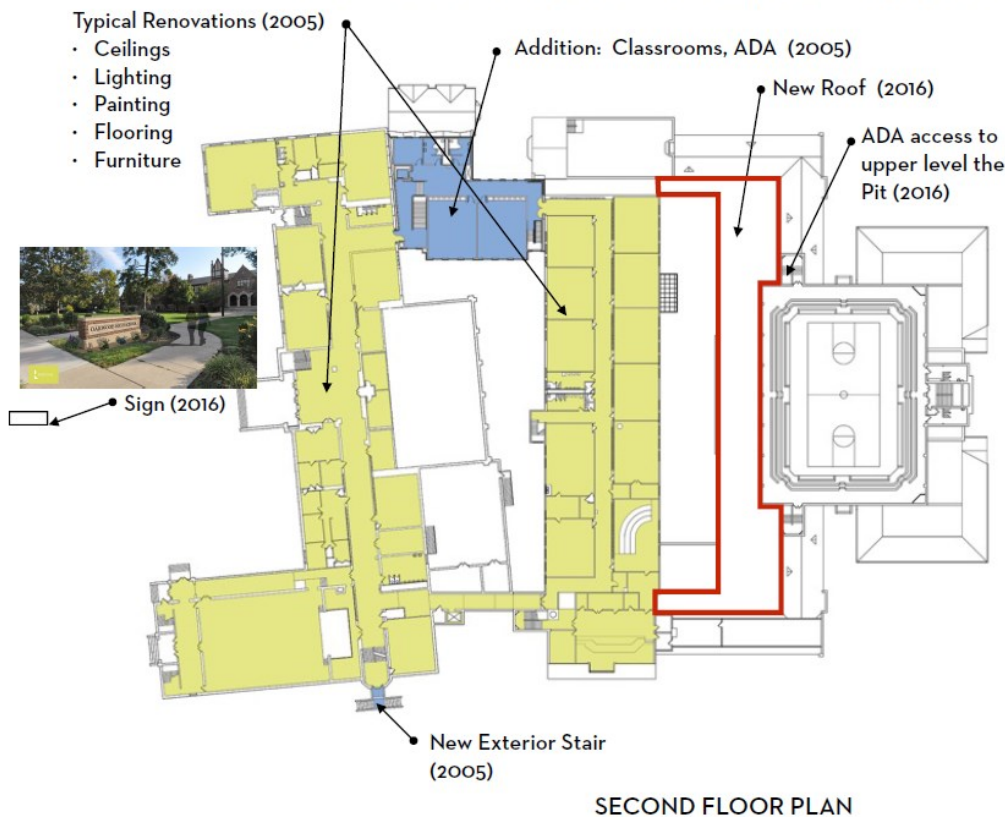 Typical Renovations (2005)
· Ceilings
· Lighting
· Painting
· Flooring
· Furniture
Addition: Classrooms, ADA (2005)
New Roof (2016)
ADA access to
upper level the
Pit (2016)
Sign (2016)
New Exterior Stair
(2005)
SECOND FLOOR PLAN